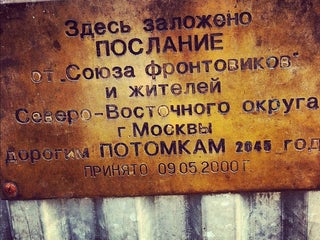 Здесь заложено
ПОСЛАНИЕ
от „Союза фронтовиков"
и жителей
Северо-Восточного округа
г. Москвы
дорогим ПОТОМКАМ 2045 год
ПРИНЯТО 09.05.2000 Г.